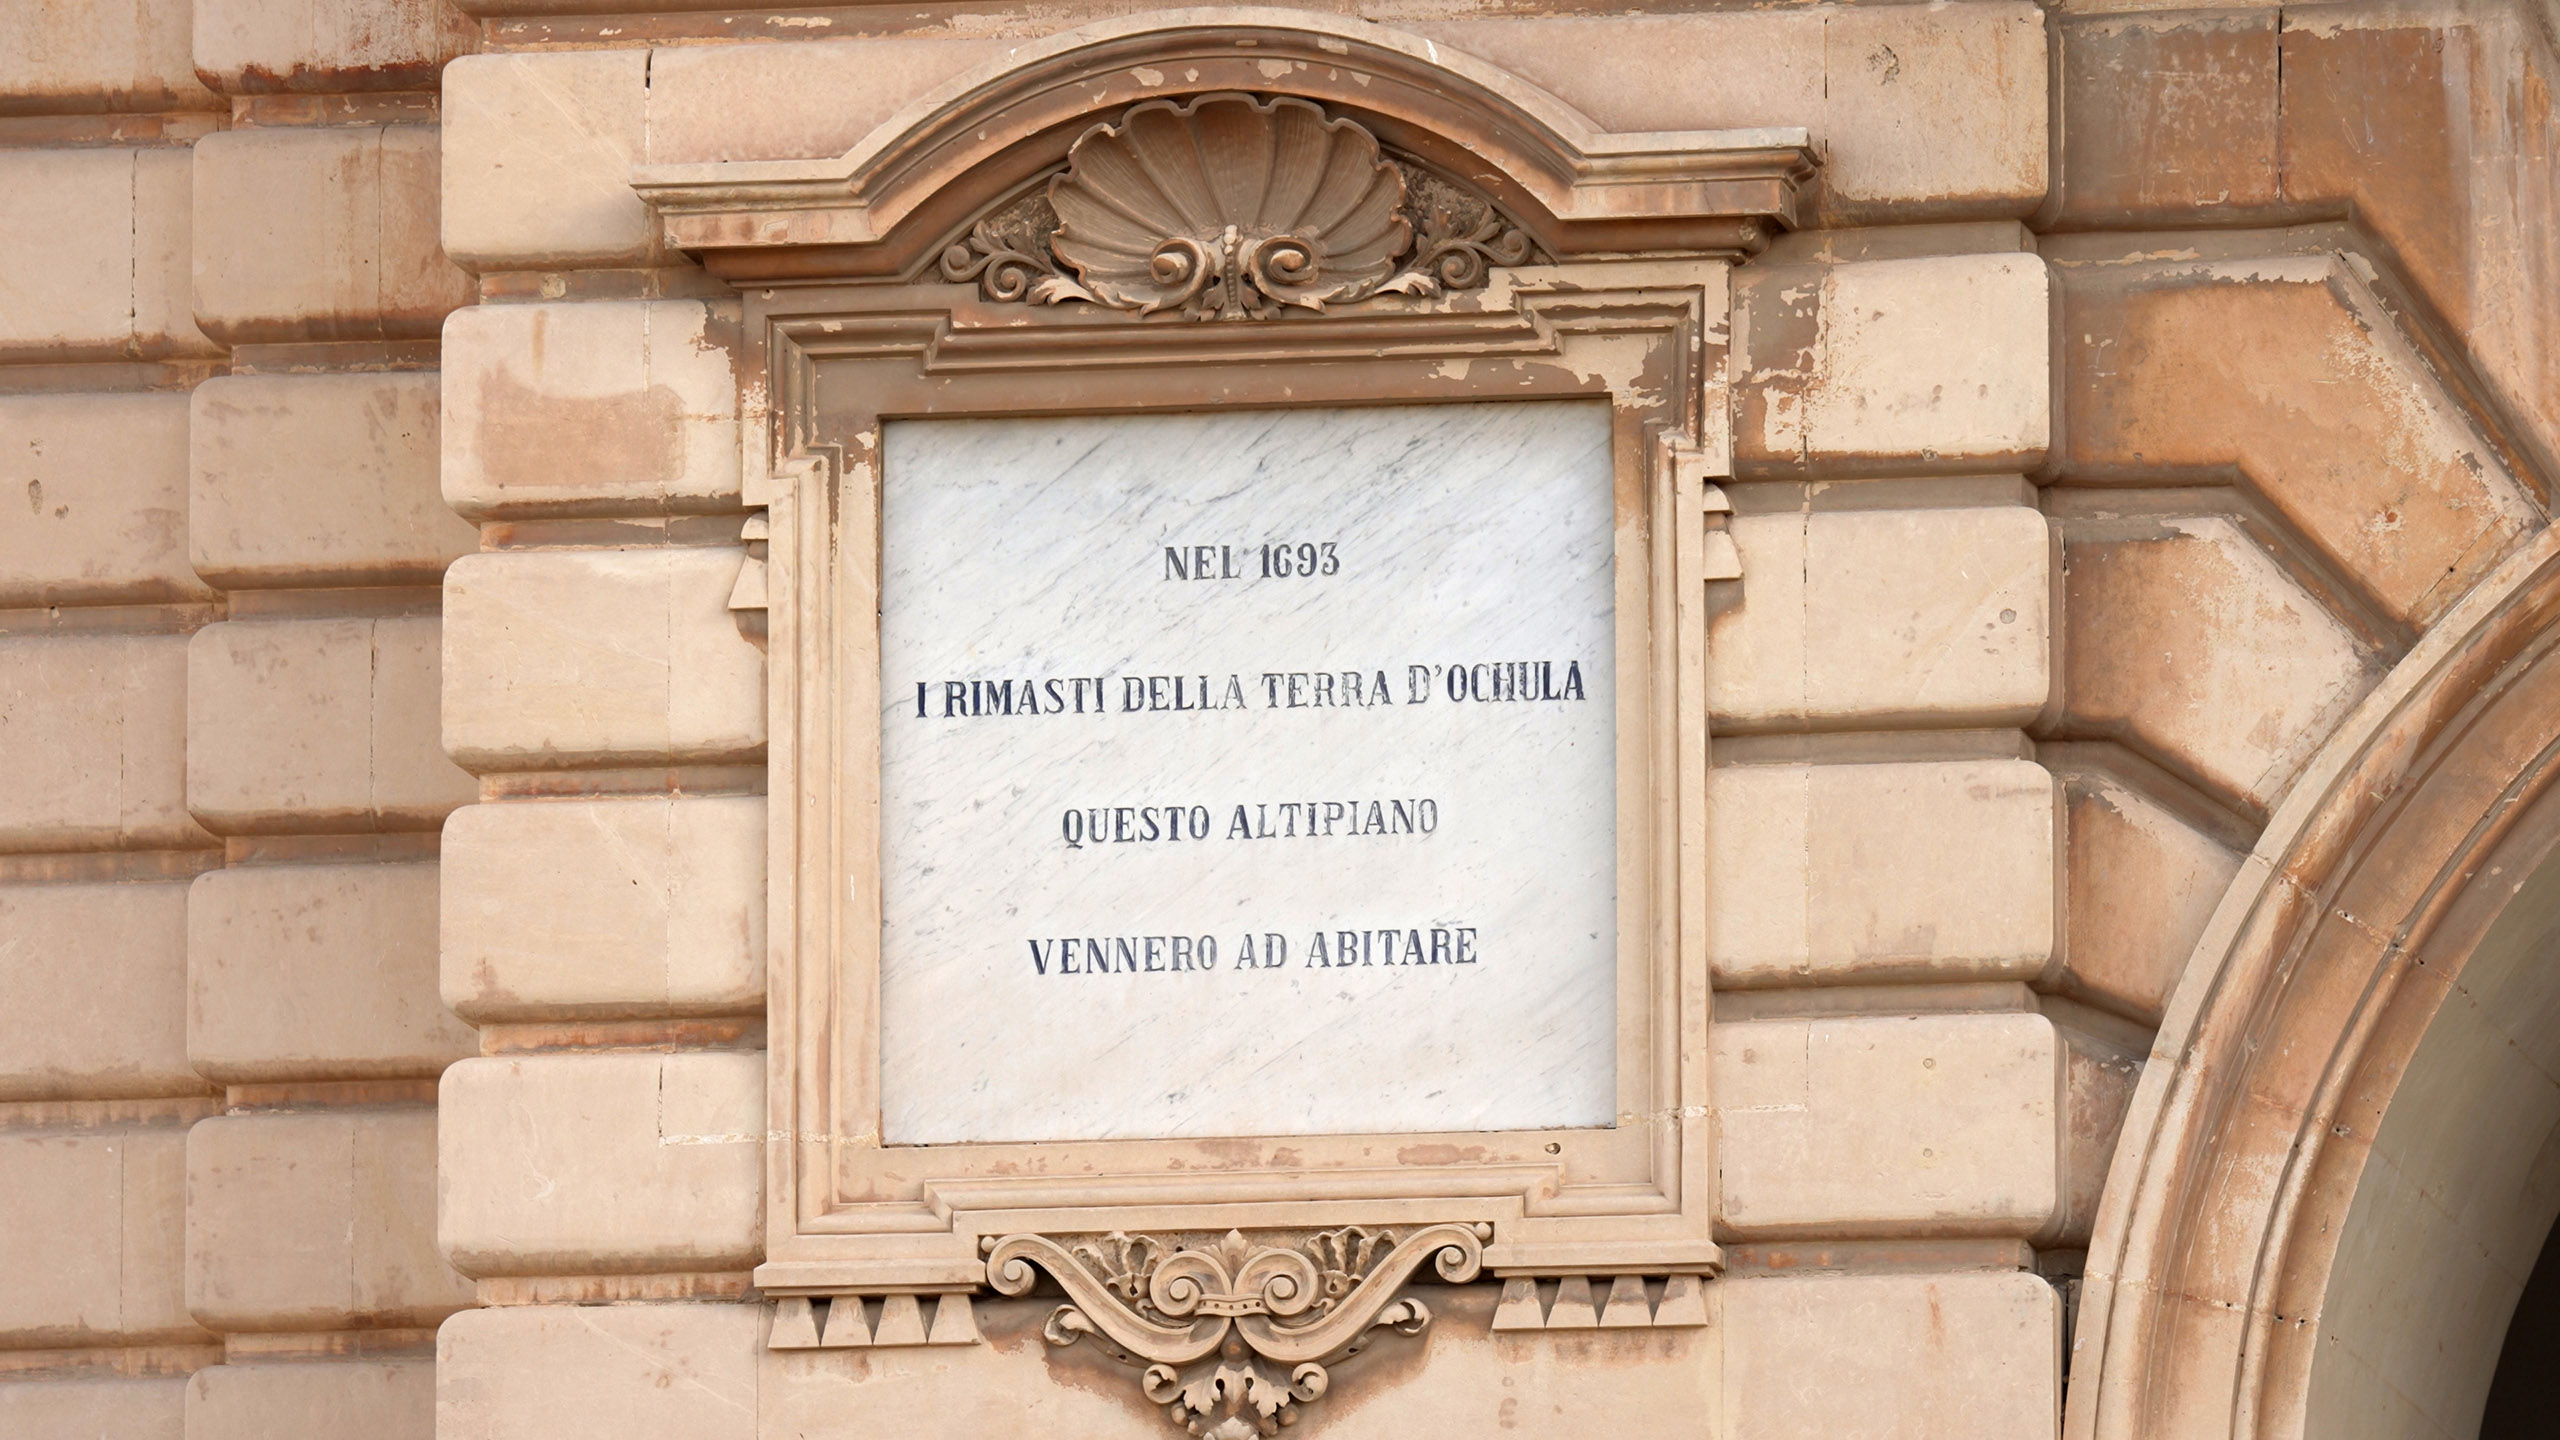 NEL 1693
I RIMASTI DELLA TERRA D'OCHULA
QUESTO ALTIPIANO
VENNERO AD ABITARE